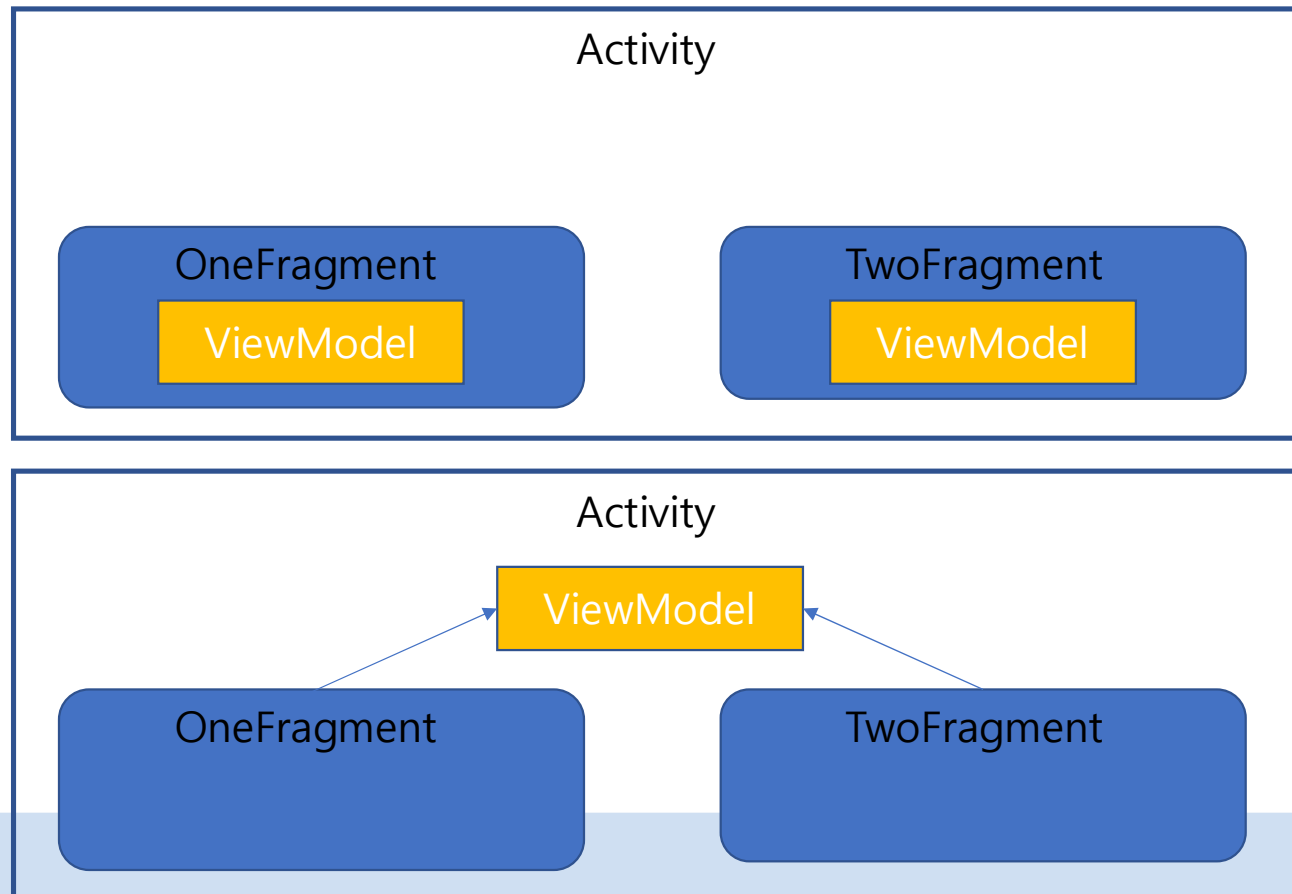 Activity
OneFragment
TwoFragment
ViewModel
ViewModel
Activity
ViewModel
OneFragment
TwoFragment